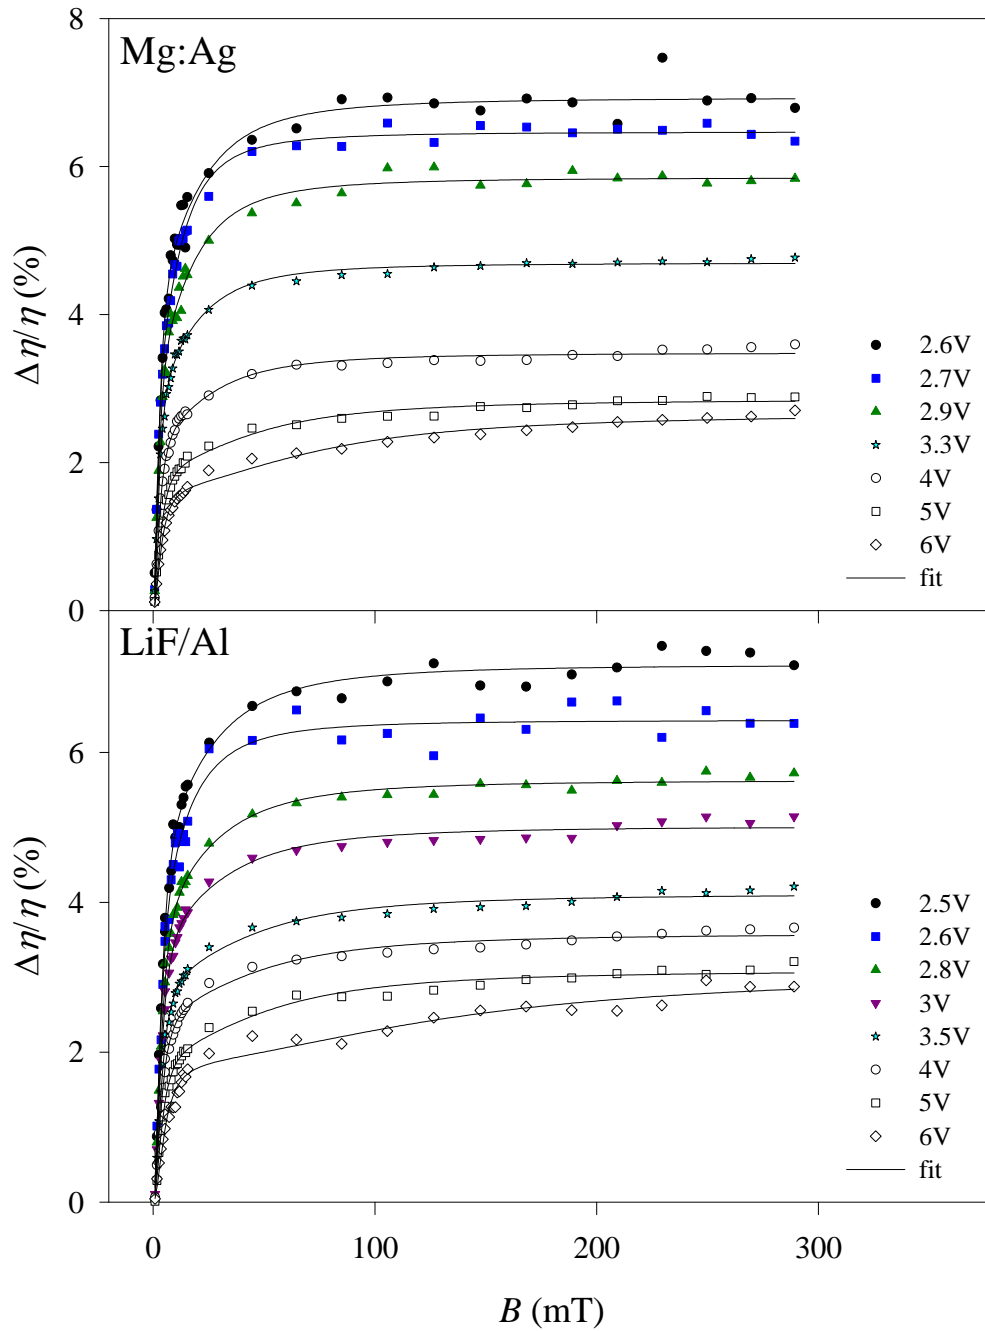 8
Mg:Ag
6
Δ η/ η (%)
4
2
0
2.6V
2.7V
2.9V
3.3V
4V
5V
6V
fit
LiF/Al
6
Δη/η (%)
4
2
0
2.5V
2.6V
2.8V
3V
3.5V
4V
5V
6V
fit
0 100 200 300
B (mT)